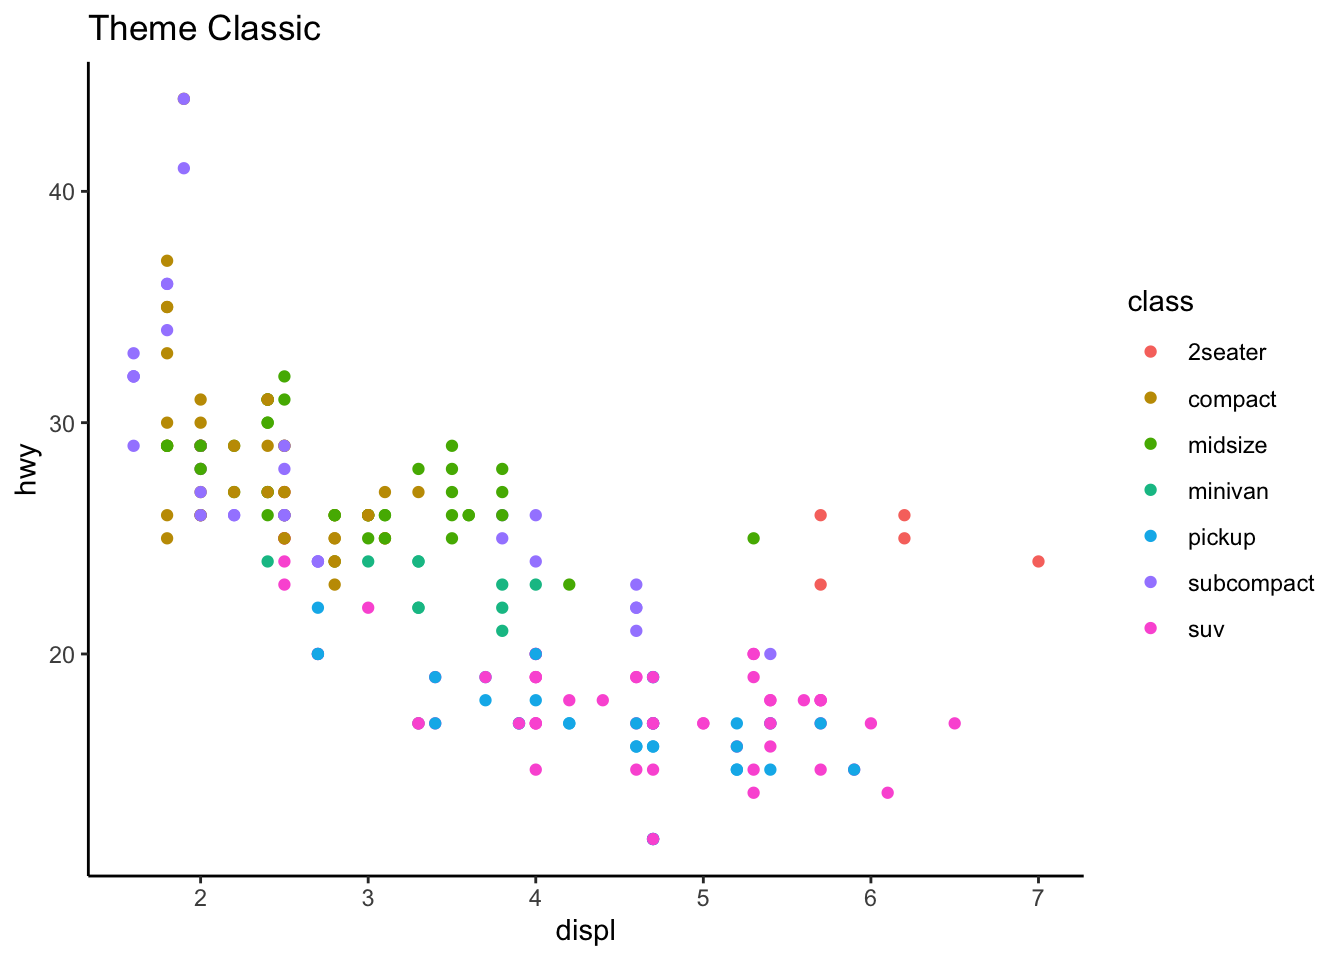 Theme Classic
hwy
40
30
20
2 3 4 5 6 7
displ
class
2seater
compact
midsize
minivan
pickup
subcompact
suv